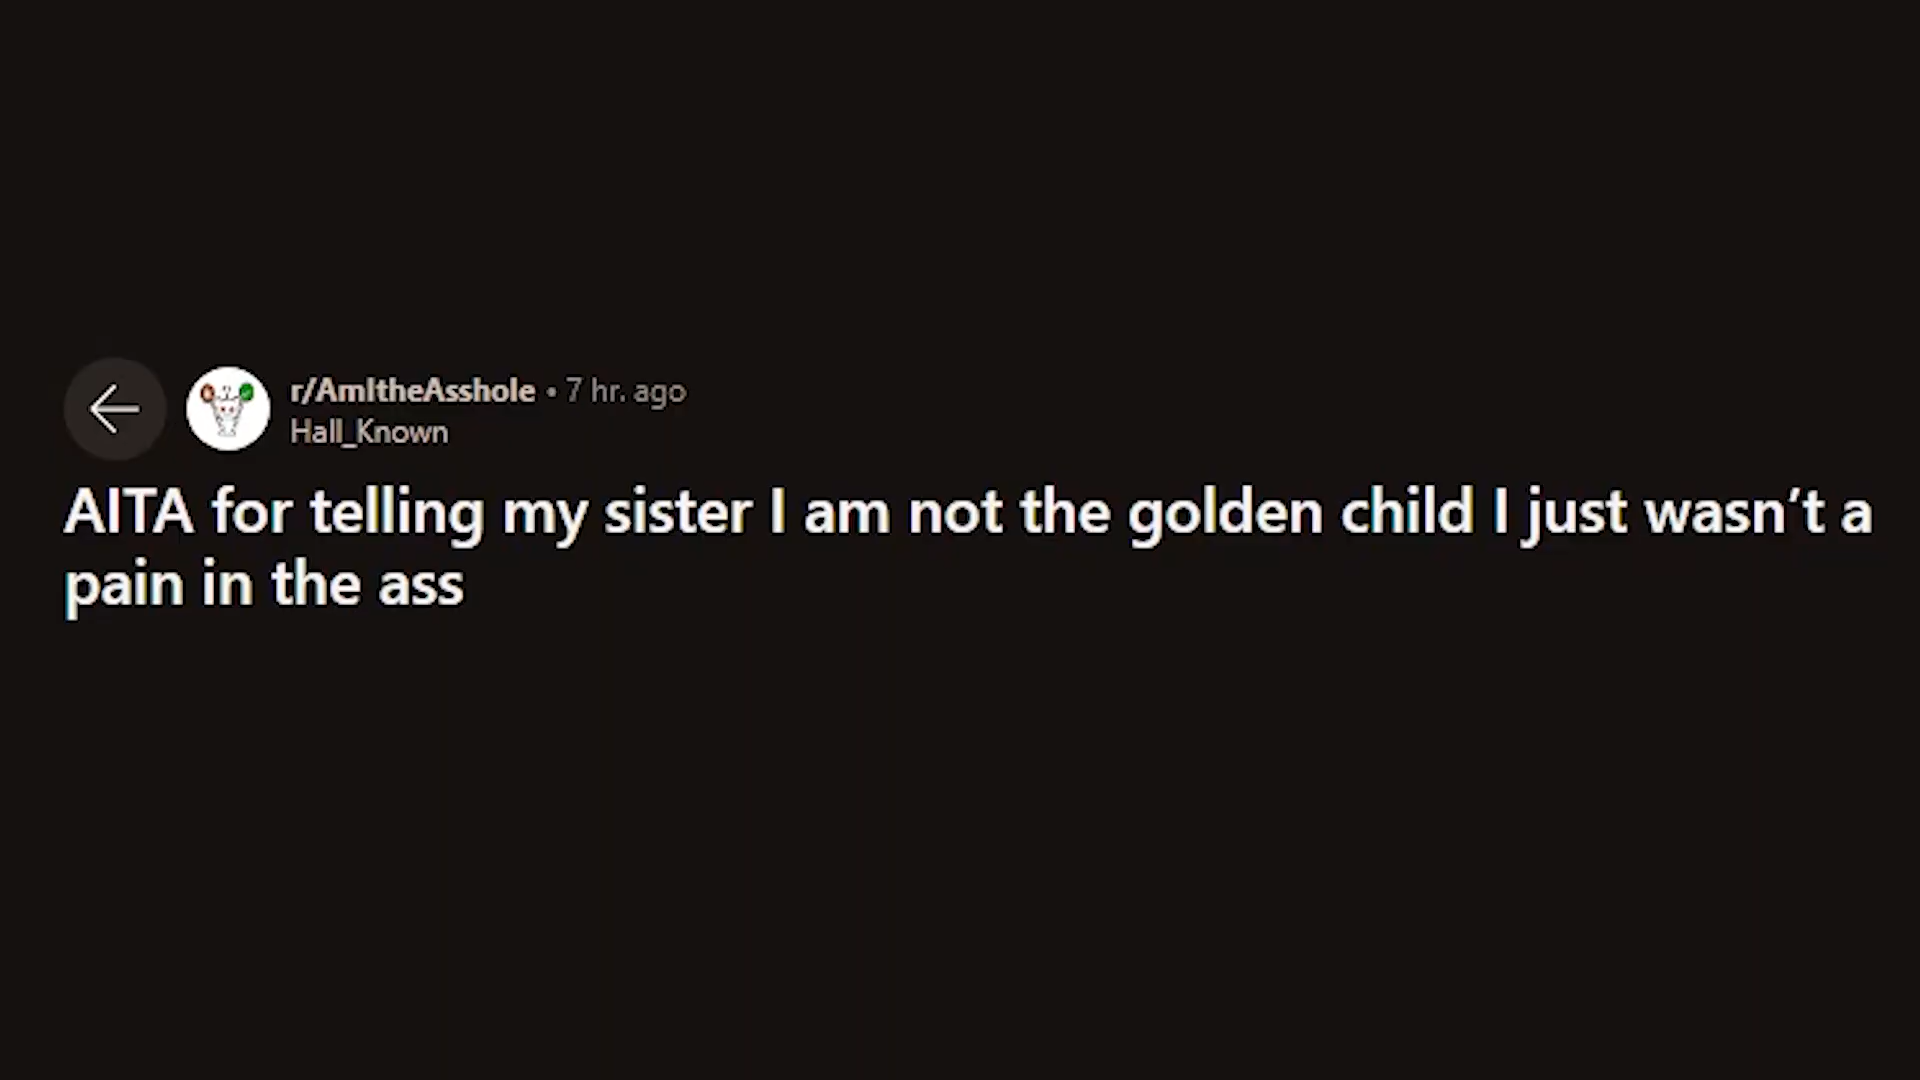 r/AmItheAsshole • 7 hr. ago
Hall_Known
AITA for telling my sister I am not the golden child I just wasn't a
pain in the ass